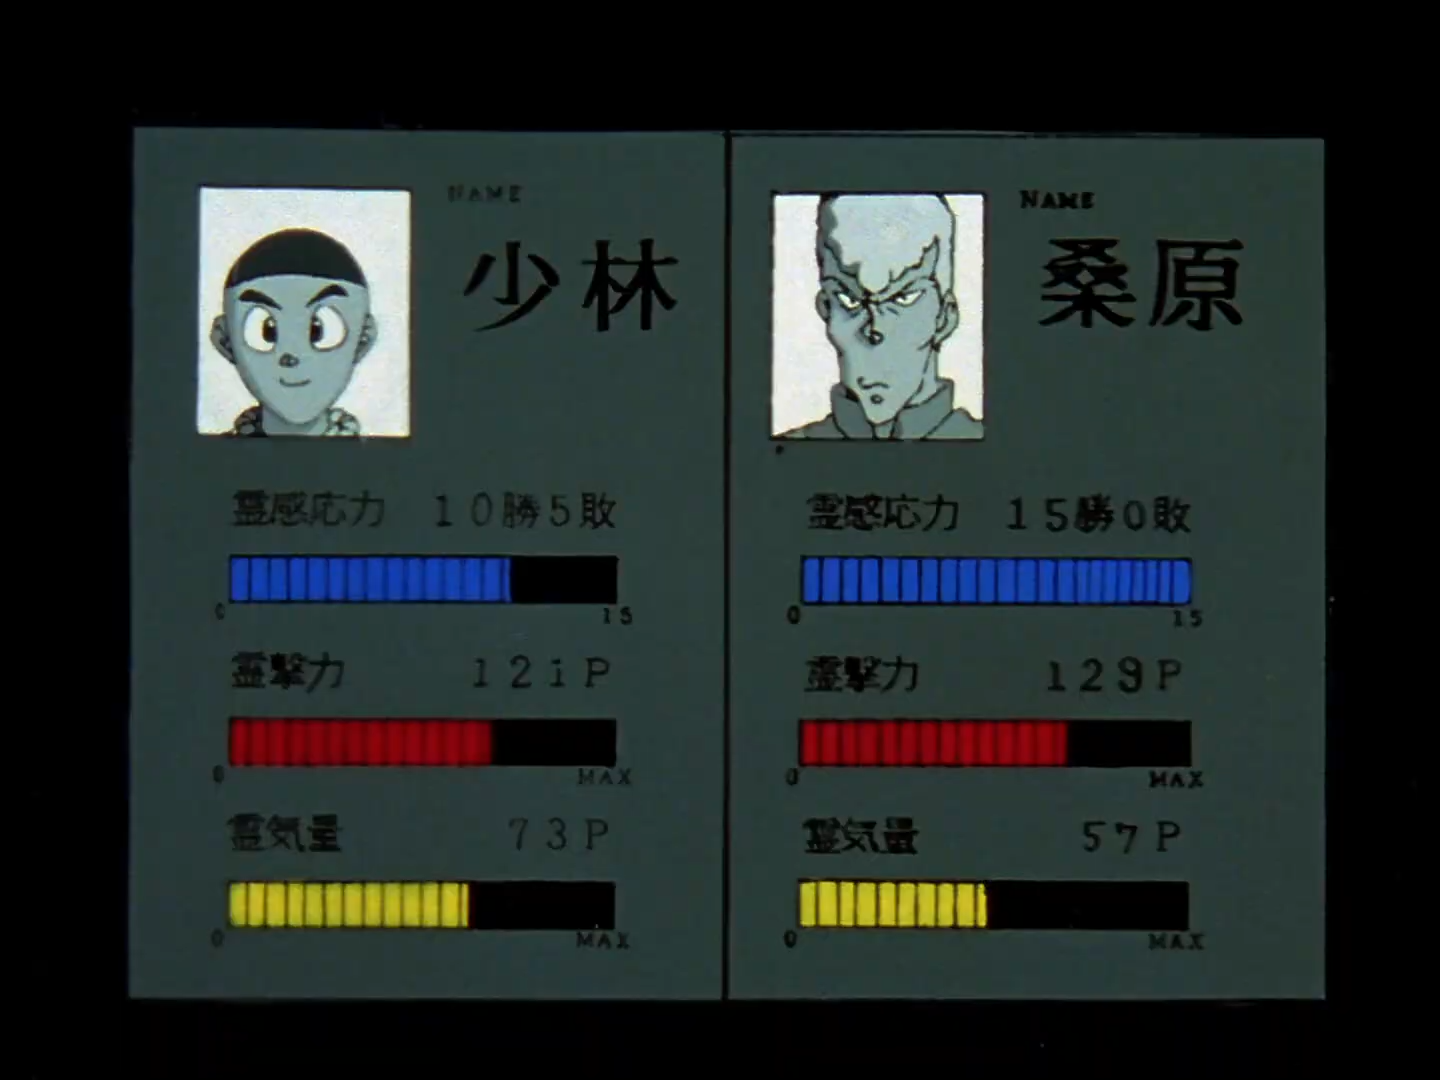 NAME
少林
霊感応力 10勝5敗
0 15
霊撃力 121P
0 MAX
霊気量 73P
0 MAX
NAME
桑原
霊感応力 15勝0敗
0 15
霊撃力 129P
0 MAX
霊気量 57P
0 MAX